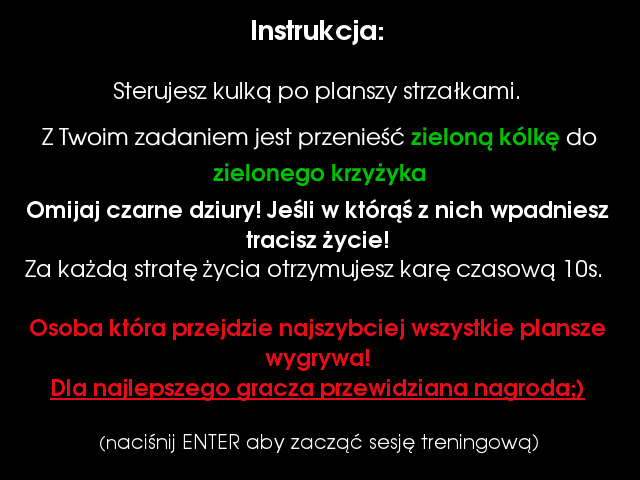 Instrukcja:
Sterujesz kulką po planszy strzałkami.
Z Twoim zadaniem jest przenieść zieloną kólkę do
zielonego krzyżyka
Omijaj czarne dziury! Jeśli w którąś z nich wpadniesz
tracisz życie!
Za każdą stratę życia otrzymujesz karę czasową 10s.
Osoba która przejdzie najszybciej wszystkie plansze
wygrywa!
Dla najlepszego gracza przewidziana nagroda;)
(naciśnij ENTER aby zacząć sesję treningową)